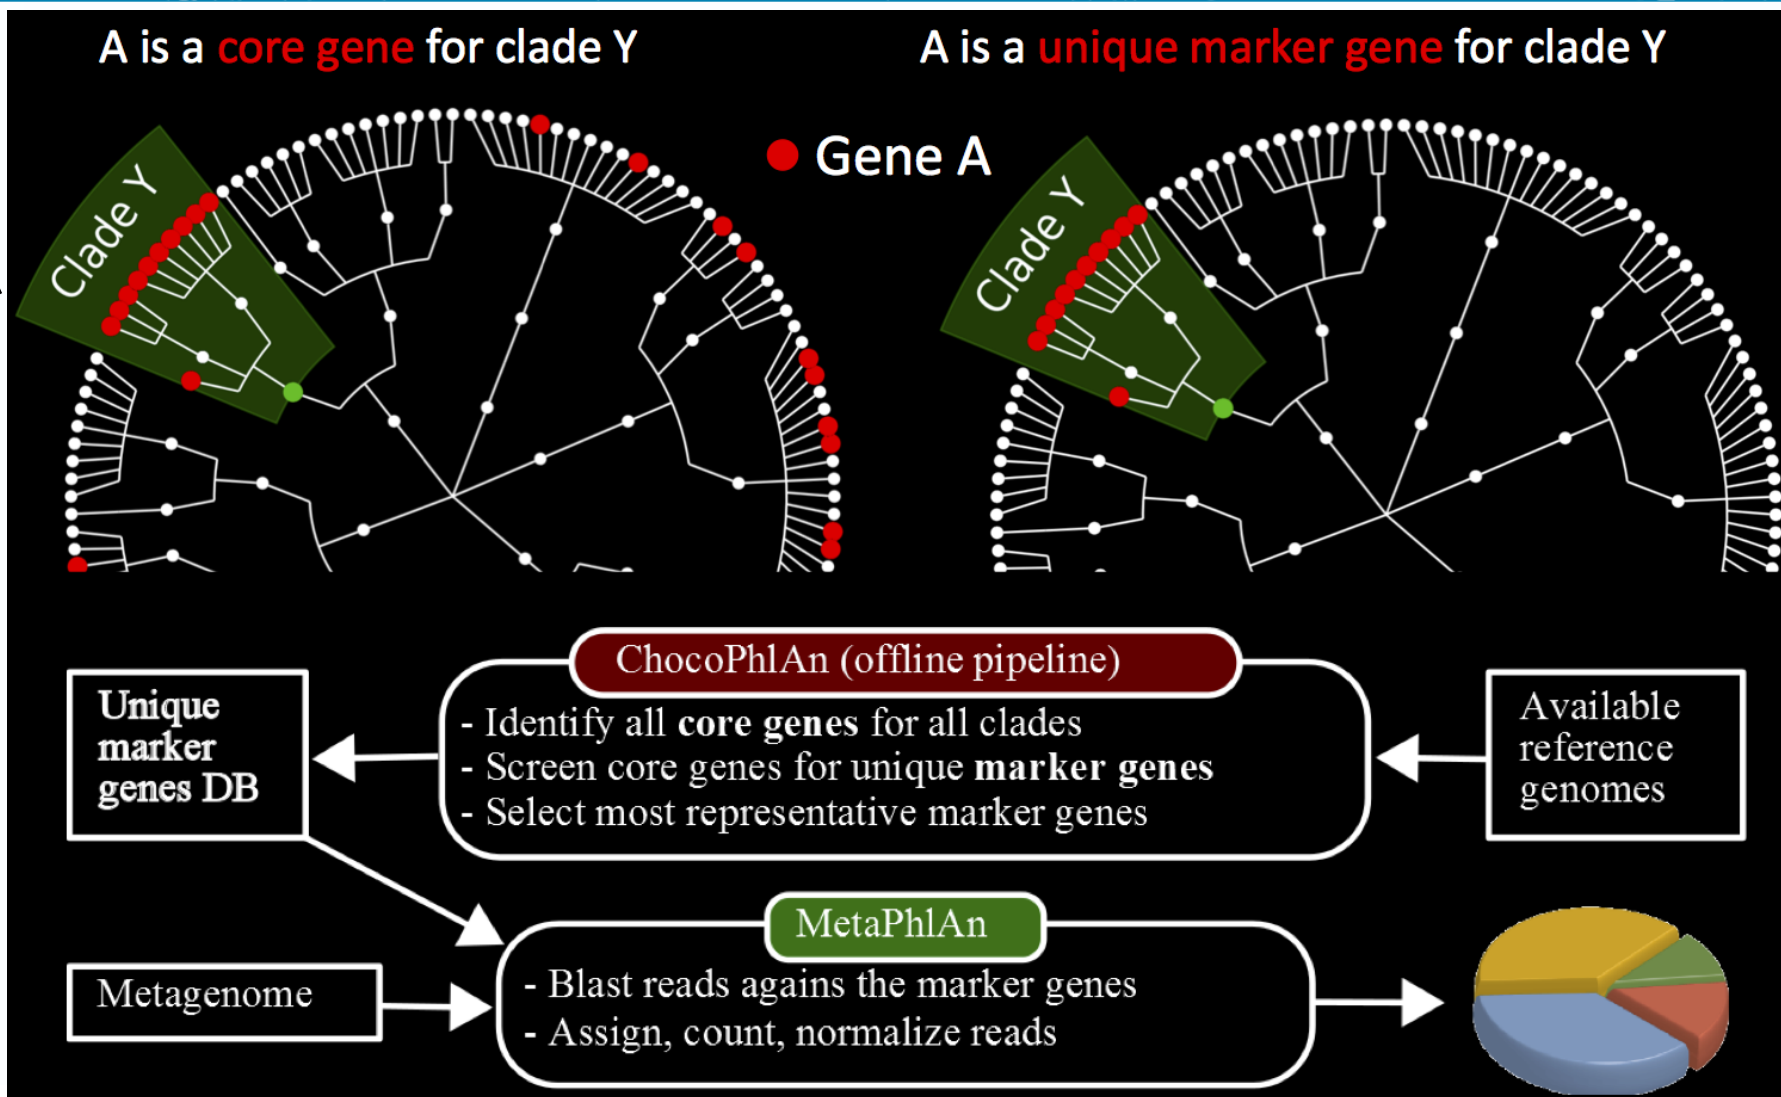 A is a core gene for clade Y
A is a unique marker gene for clade Y
Clade Y
Gene A
Clade Y
ChocoPhlAn (offline pipeline)
- Identify all core genes for all clades
- Screen core genes for unique marker genes
- Select most representative marker genes
Unique
marker
genes DB
Available
reference
genomes
MetaPhlAn
- Blast reads agains the marker genes
- Assign, count, normalize reads
Metagenome